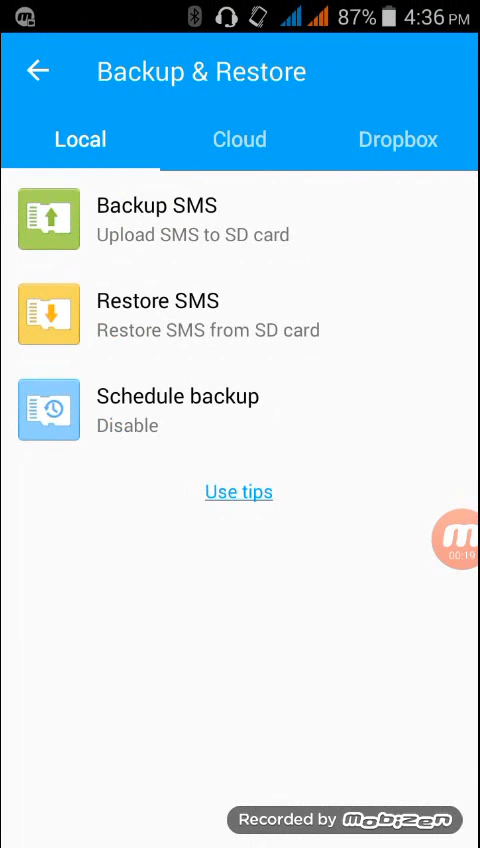 87% 4:36 PM
Backup & Restore
Local Cloud Dropbox
Backup SMS
Upload SMS to SD card
Restore SMS
Restore SMS from SD card
Schedule backup
Disable
Use tips
00:19
Recorded by Mobizen